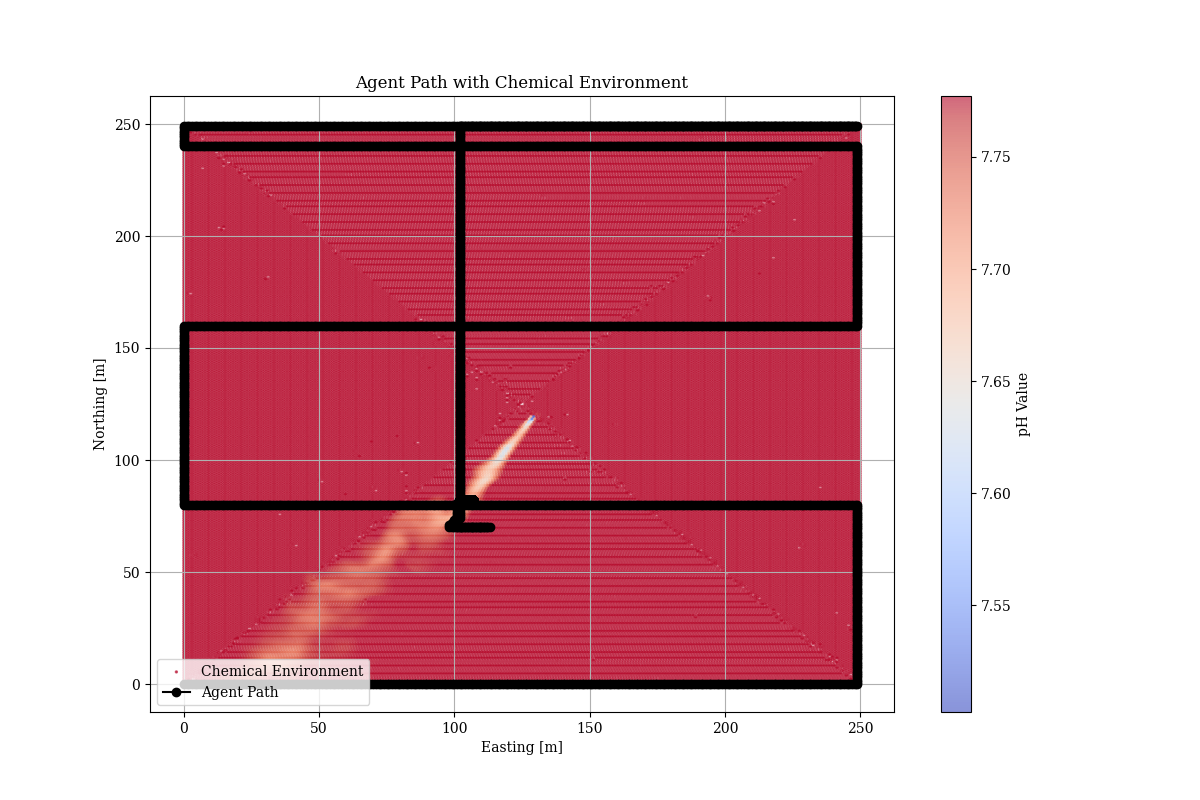 Agent Path with Chemical Environment
250
200
150
100
50
0
Northing [m]
0 50 100 150 200 250
Easting [m]
Chemical Environment
Agent Path
7.75
7.70
7.65
7.60
7.55
pH Value